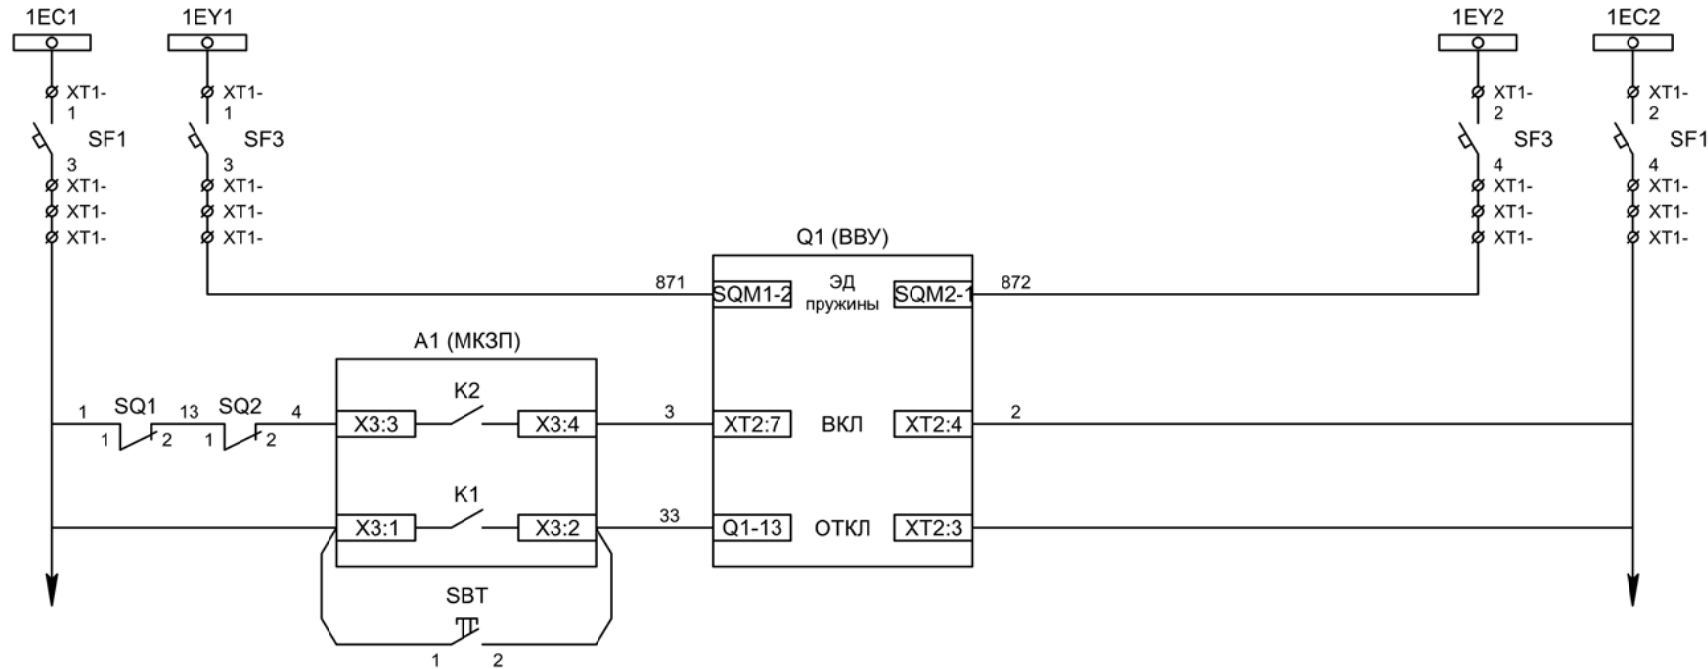 1EC1
1EY1
1EY2
1EC2
XT1-
XT1-
XT1-
XT1-
1
1
2
2
SF1
SF3
SF3
SF1
3
3
4
4
XT1-
XT1-
XT1-
XT1-
XT1-
XT1-
XT1-
XT1-
XT1-
XT1-
XT1-
XT1-
Q1 (ВВУ)
871
SQM1-2
ЭД
пружины
SQM2-1
872
А1 (МКЗП)
1
SQ1
13
SQ2
4
1
2
1
2
K2
X3:3
X3:4
3
XT2:7
ВКЛ
XT2:4
2
K1
X3:1
X3:2
33
Q1-13
ОТКЛ
XT2:3
SBT
1
2